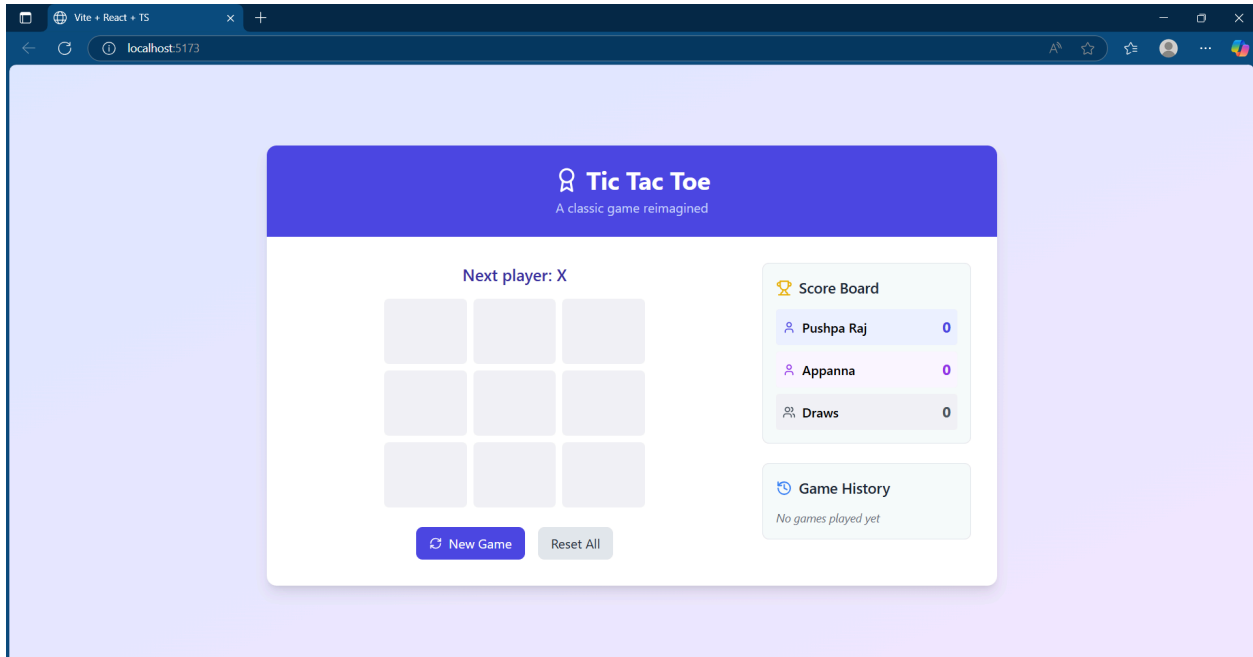 Vite + React + TS
localhost:5173
Tic Tac Toe
A classic game reimagined
Next player: X
New Game
Reset All
Score Board
Pushpa Raj 0
Appanna 0
Draws 0
Game History
No games played yet